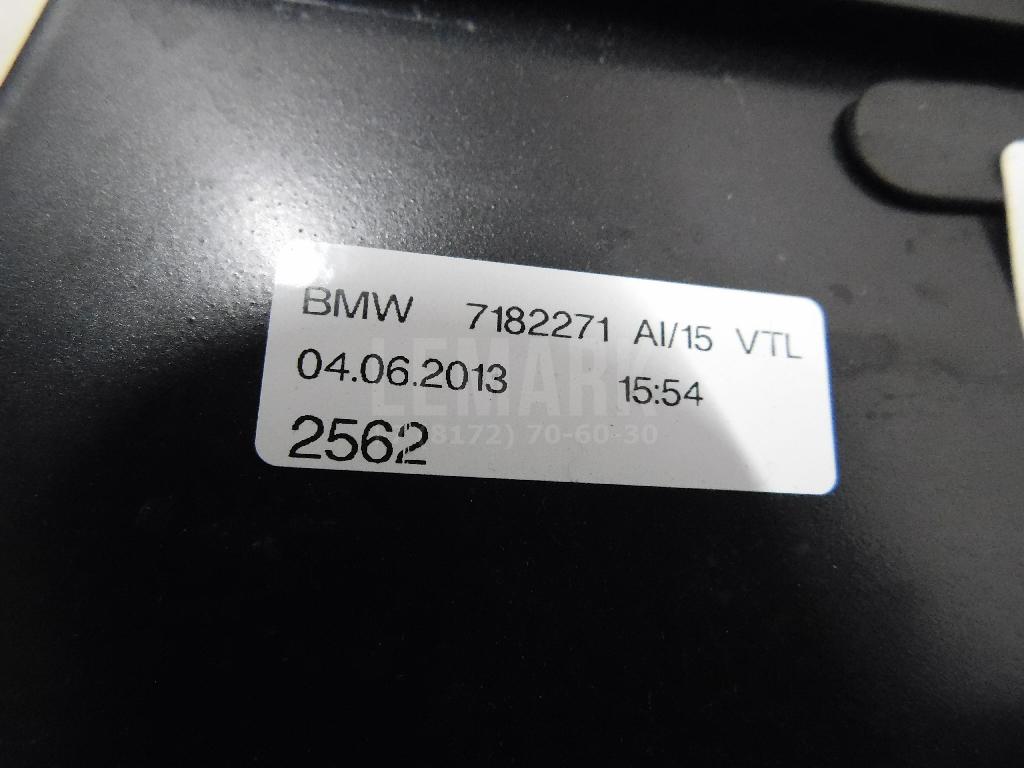 BMW 7182271 AI/15 VTL
04.06.2013 15:54
2562
LEMARK
8172) 70-60-30